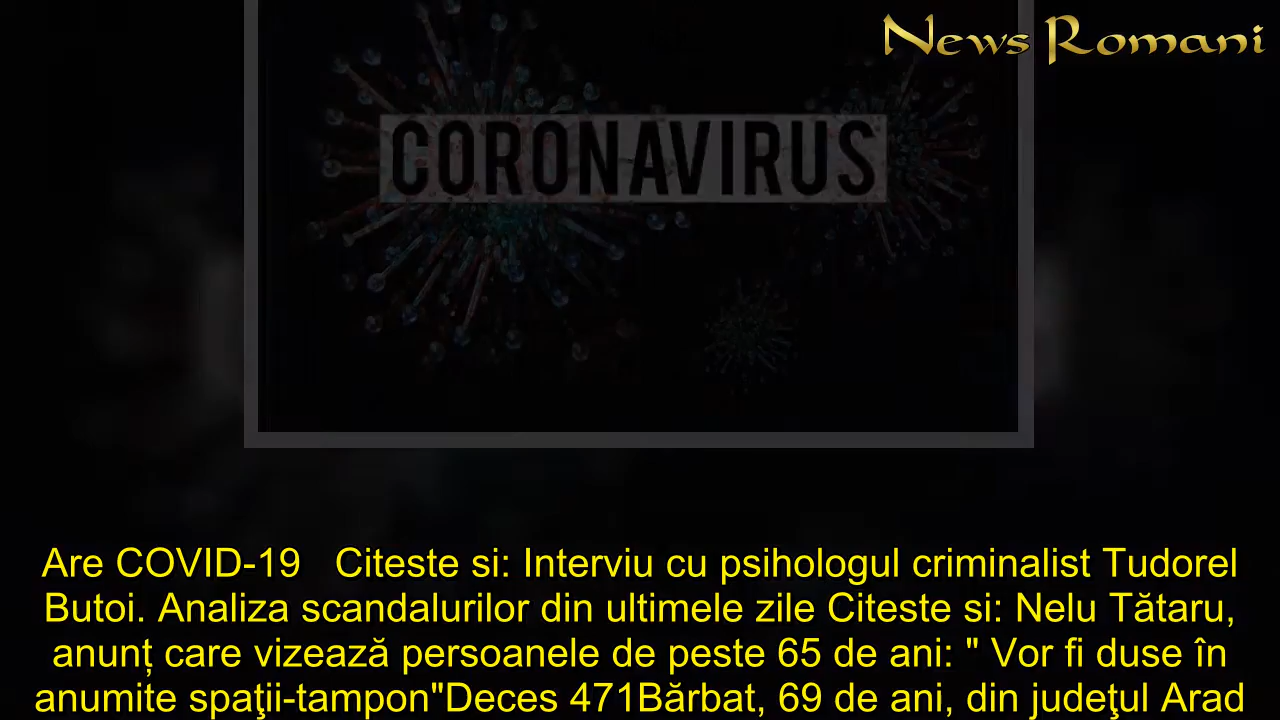 News Romani
CORONAVIRUS
Are COVID-19   Citeste si: Interviu cu psihologul criminalist Tudorel
Butoi. Analiza scandalurilor din ultimele zile Citeste si: Nelu Tătaru,
anunț care vizează persoanele de peste 65 de ani: " Vor fi duse în
anumite spaţii-tampon"Deces 471Bărbat, 69 de ani, din judeţul Arad